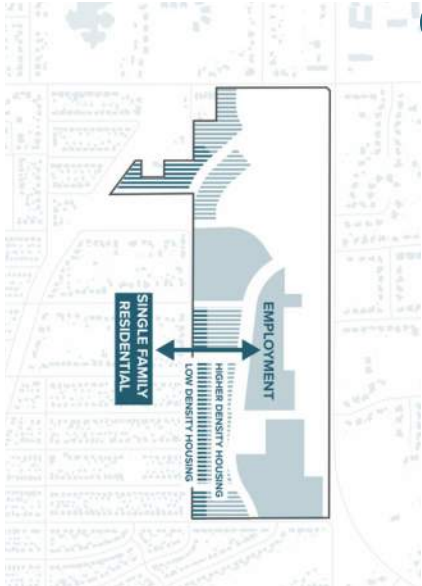 SINGLE FAMILY
RESIDENTIAL
EMPLOYMENT
LOW DENSITY HOUSING
HIGHER DENSITY HOUSING